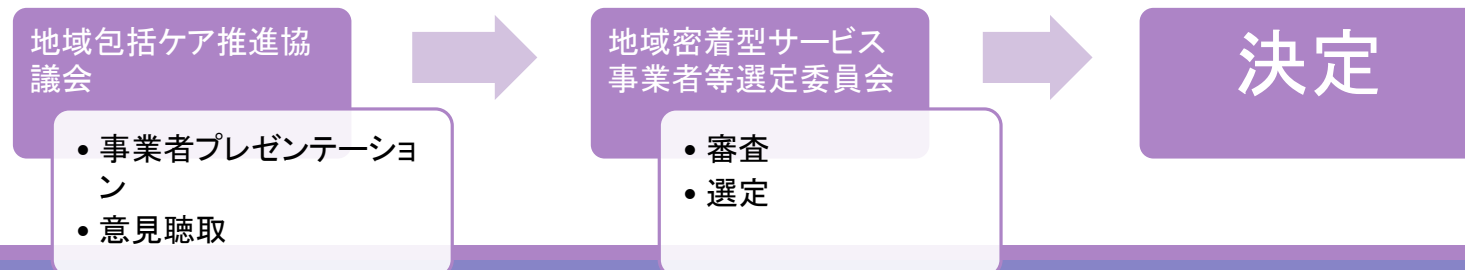 地域包括ケア推進協
議会
• 事業者プレゼンテーショ
ン
• 意見聴取
地域密着型サービス
事業者等選定委員会
• 審査
• 選定
決定